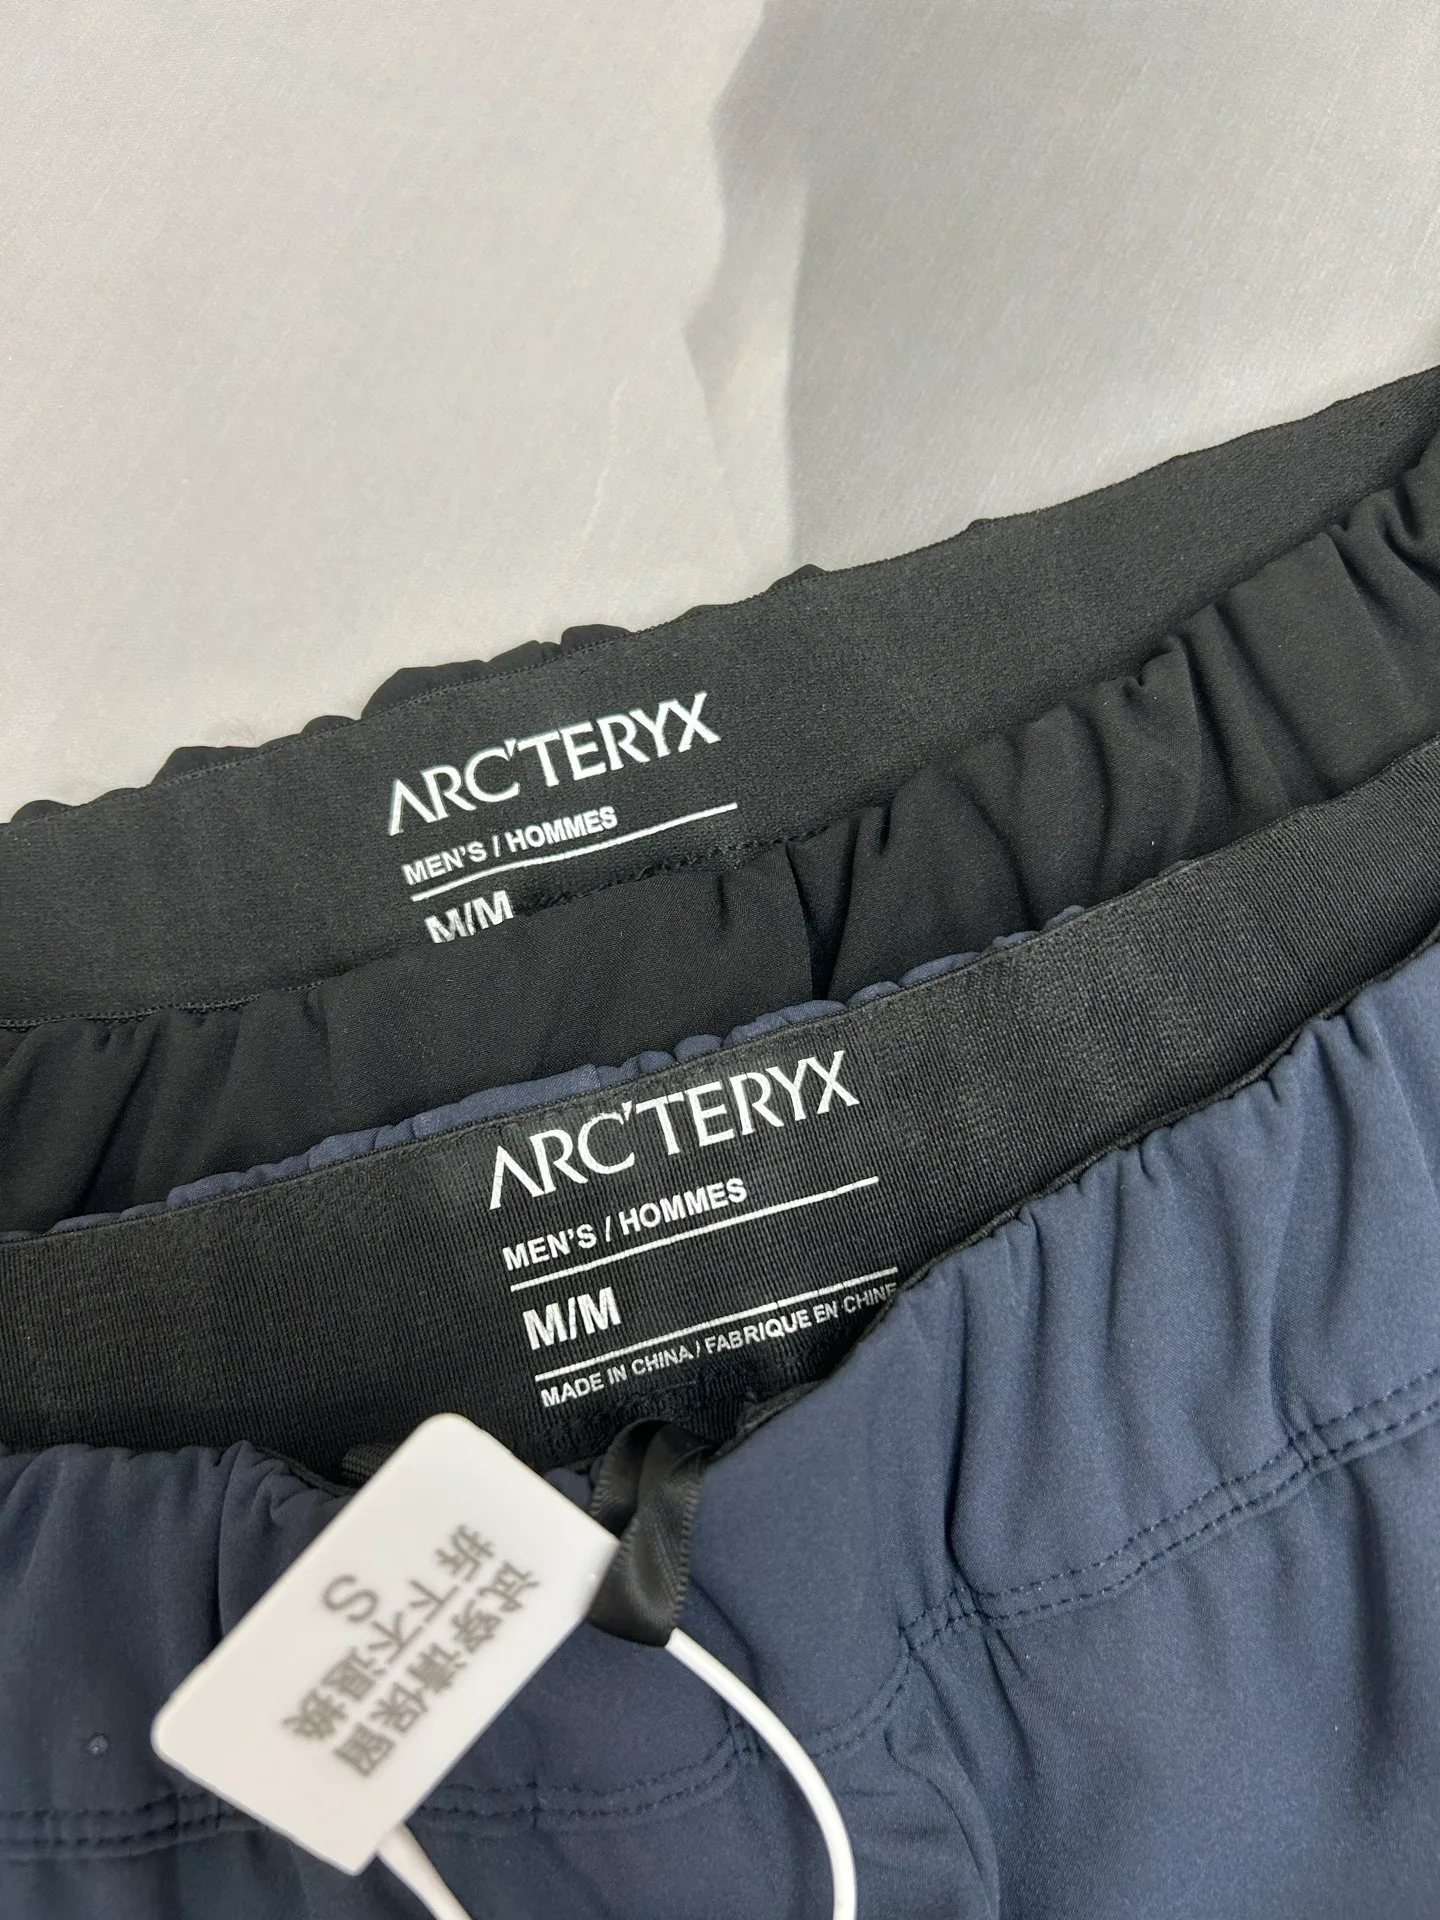 ARC'TERYX
MEN'S / HOMMES
M/M
ARC'TERYX
MEN'S / HOMMES
M/M
MADE IN CHINA / FABRIQUE EN CHINE
试穿请保留
拆下不退换
S